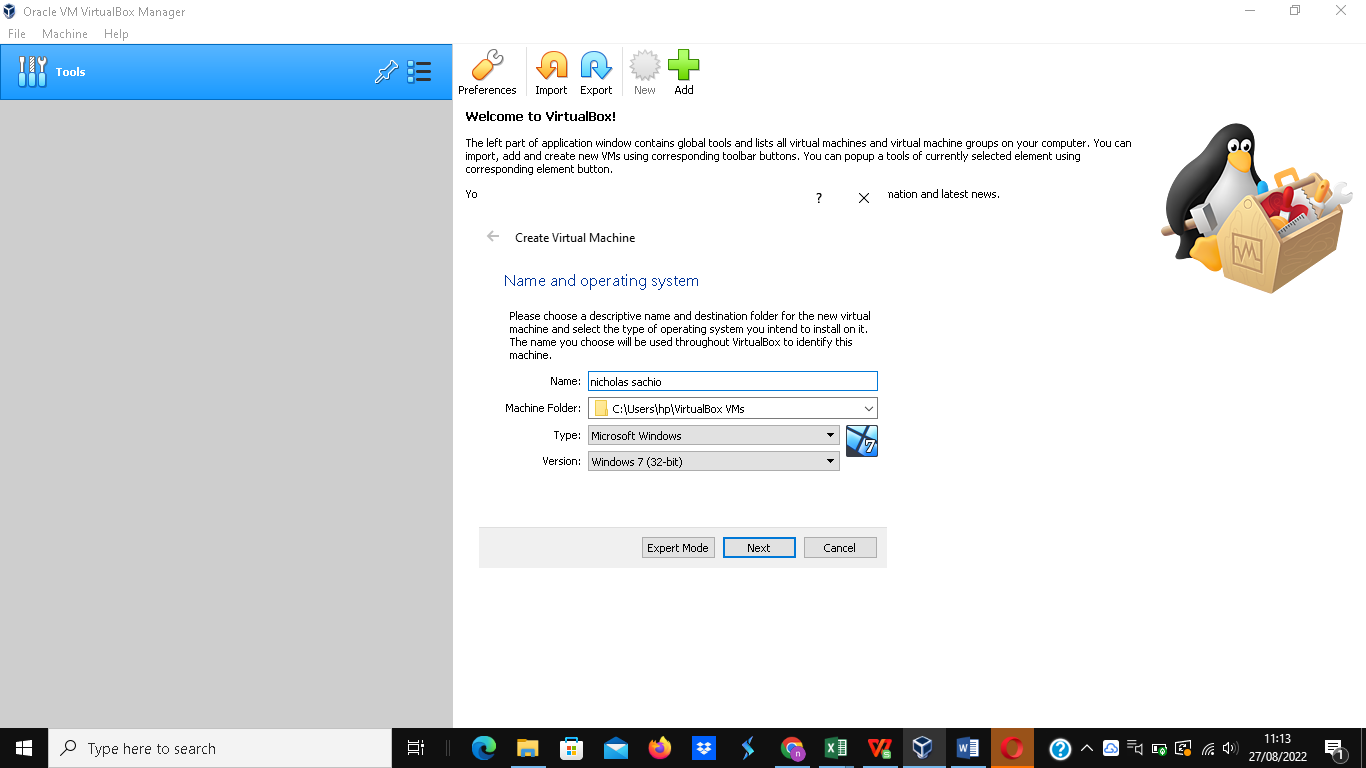 Oracle VM VirtualBox Manager
File Machine Help
Tools
Preferences Import Export New Add
Welcome to VirtualBox!
The left part of application window contains global tools and lists all virtual machines and virtual machine groups on your computer. You can
import, add and create new VMs using corresponding toolbar buttons. You can popup a tools of currently selected element using
corresponding element button.
Yo mation and latest news.
?
Create Virtual Machine
Name and operating system
Please choose a descriptive name and destination folder for the new virtual
machine and select the type of operating system you intend to install on it.
The name you choose will be used throughout VirtualBox to identify this
machine.
Name: nicholas sachio
Machine Folder: C:\Users\hp\VirtualBox VMs
Type: Microsoft Windows
7
Version: Windows 7 (32-bit)
Expert Mode Next Cancel
Type here to search
n
11:13
27/08/2022
1